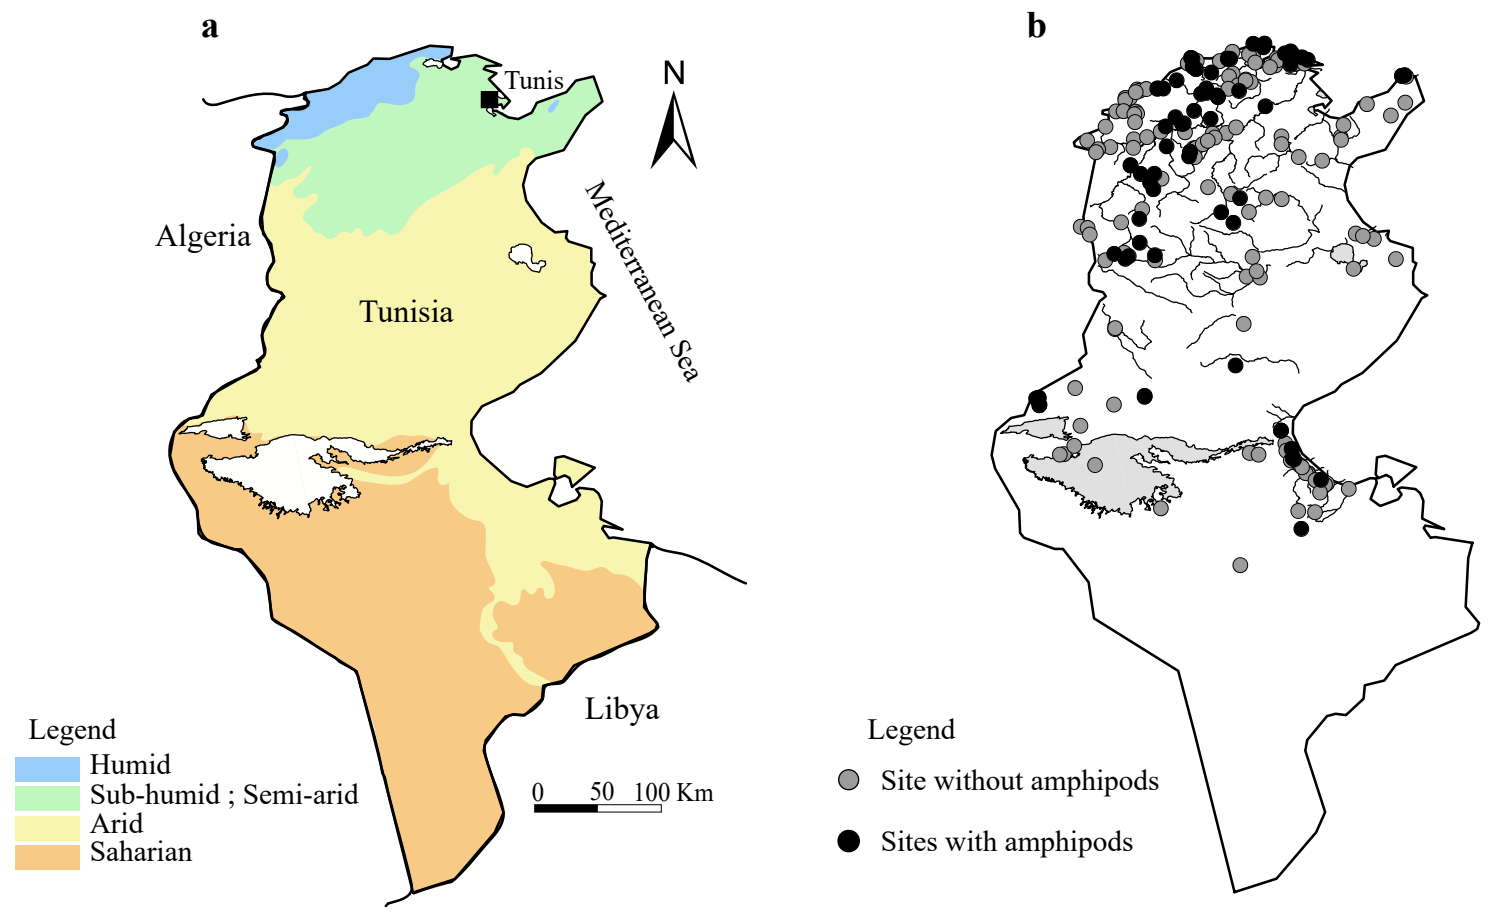 a
b
Tunis
N
Algeria
Mediterranean Sea
Tunisia
Libya
Legend
Humid
Sub-humid ; Semi-arid
Arid
Saharian
0 50 100 Km
Legend
Site without amphipods
Sites with amphipods